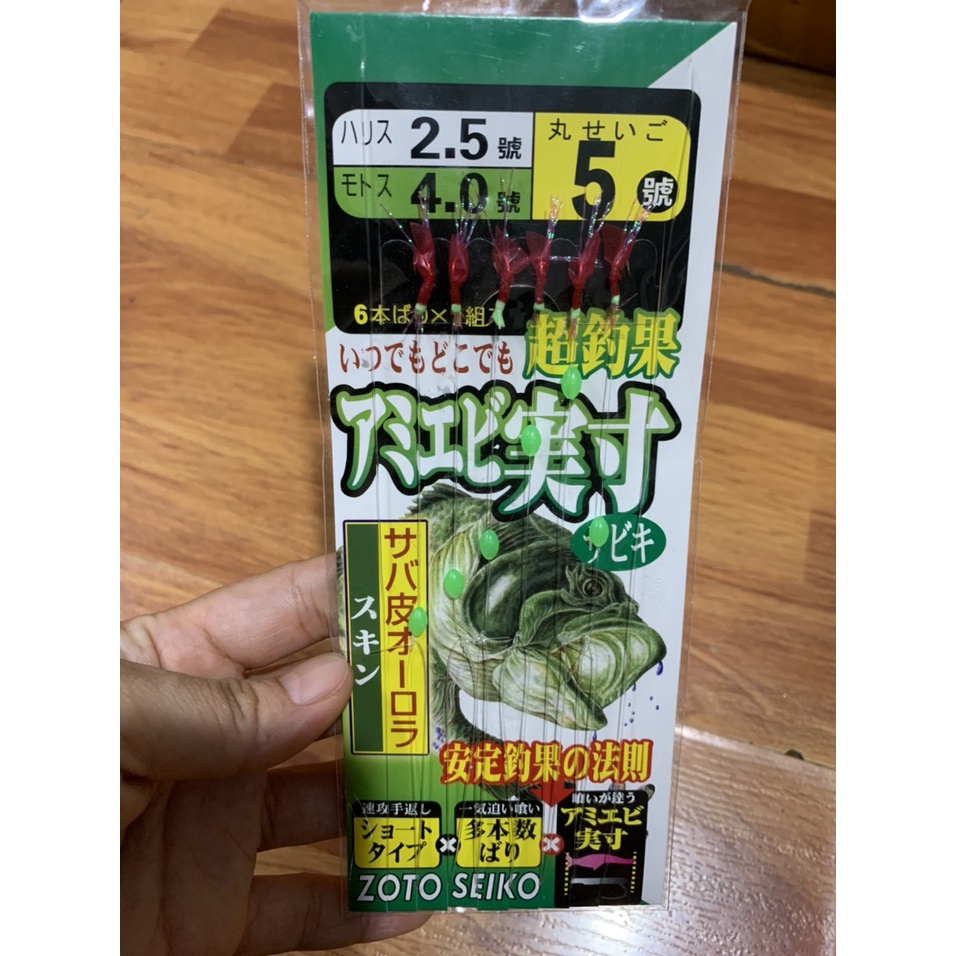 ハリス 2.5 號
モトス 4.0 號
丸せいご
5 號
6本ばり× 組入
いつでもどこでも 超釣果
アミエビ実寸
サビキ
サバ皮オーロラ
スキン
安定釣果の法則
速攻手返し
ショート
タイプ
×
一気追い喰い
多本数
ばり
×
喰いが違う
アミエビ
実寸
ZOTO SEIKO